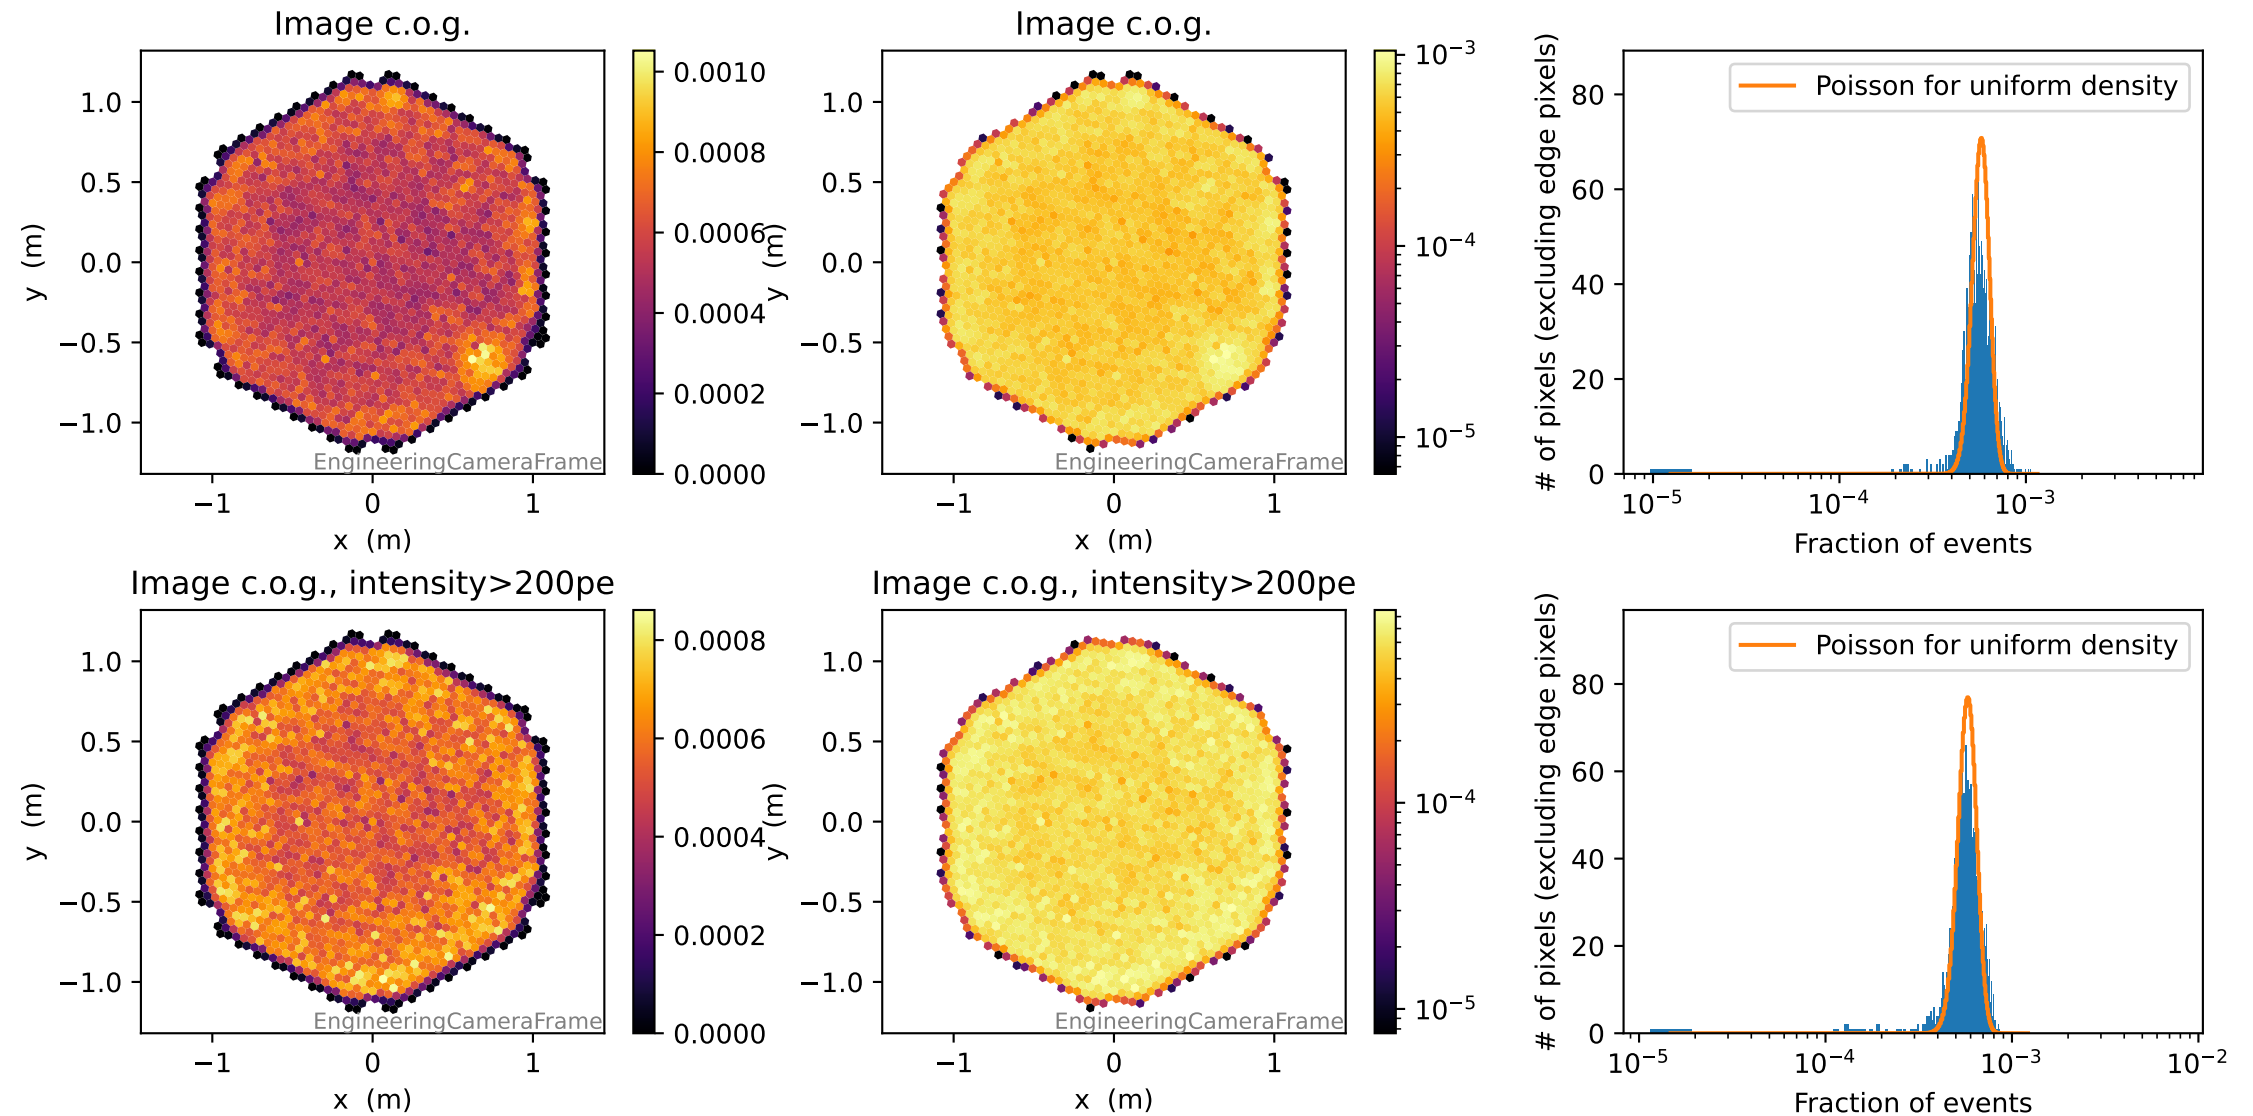 Image c.o.g.
1.0
0.5
0.0
−0.5
−1.0
y (m)
−1
0
1
x (m)
EngineeringCameraFrame
0.0010
0.0008
0.0006
0.0004
0.0002
0.0000
Image c.o.g.
1.0
0.5
0.0
−0.5
−1.0
y (m)
−1
0
1
x (m)
EngineeringCameraFrame
10⁻³
10⁻⁴
10⁻⁵
Poisson for uniform density
# of pixels (excluding edge pixels)
80
60
40
20
0
10⁻⁵
10⁻⁴
10⁻³
Fraction of events
Image c.o.g., intensity>200pe
1.0
0.5
0.0
−0.5
−1.0
y (m)
−1
0
1
x (m)
EngineeringCameraFrame
0.0008
0.0006
0.0004
0.0002
0.0000
Image c.o.g., intensity>200pe
1.0
0.5
0.0
−0.5
−1.0
y (m)
−1
0
1
x (m)
EngineeringCameraFrame
10⁻⁴
10⁻⁵
Poisson for uniform density
# of pixels (excluding edge pixels)
80
60
40
20
0
10⁻⁵
10⁻⁴
10⁻³
10⁻²
Fraction of events